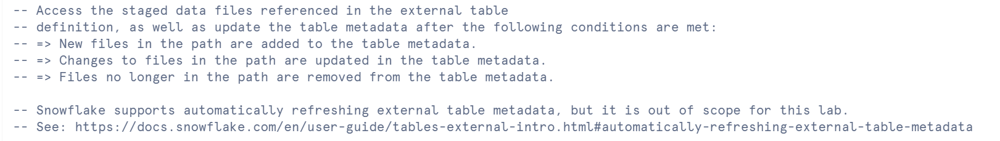 -- Access the staged data files referenced in the external table
-- definition, as well as update the table metadata after the following conditions are met:
-- => New files in the path are added to the table metadata.
-- => Changes to files in the path are updated in the table metadata.
-- => Files no longer in the path are removed from the table metadata.
-- Snowflake supports automatically refreshing external table metadata, but it is out of scope for this lab.
-- See: https://docs.snowflake.com/en/user-guide/tables-external-intro.html#automatically-refreshing-external-table-metadata